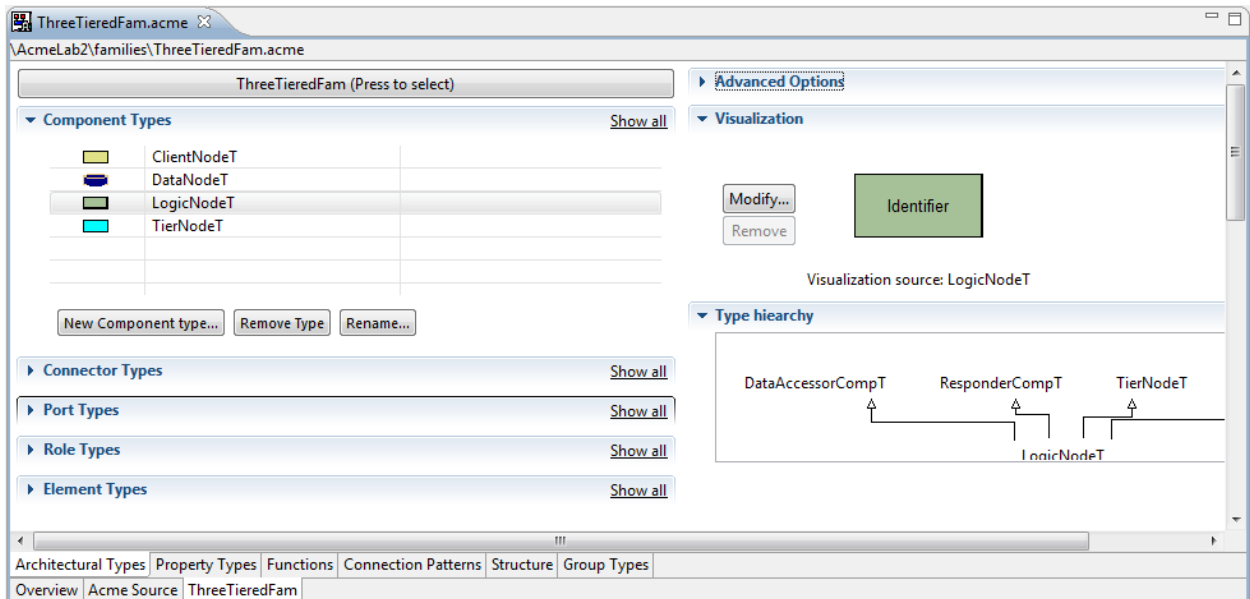 ThreeTieredFam.acme
\AcmeLab2\families\ThreeTieredFam.acme
ThreeTieredFam (Press to select)
Component Types Show all
ClientNodeT
DataNodeT
LogicNodeT
TierNodeT
New Component type... Remove Type Rename...
Connector Types Show all
Port Types Show all
Role Types Show all
Element Types Show all
Advanced Options
Visualization
Modify...
Remove
Identifier
Visualization source: LogicNodeT
Type hiearchy
DataAccessorCompT ResponderCompT TierNodeT
LogicNodeT
Architectural Types Property Types Functions Connection Patterns Structure Group Types
Overview Acme Source ThreeTieredFam